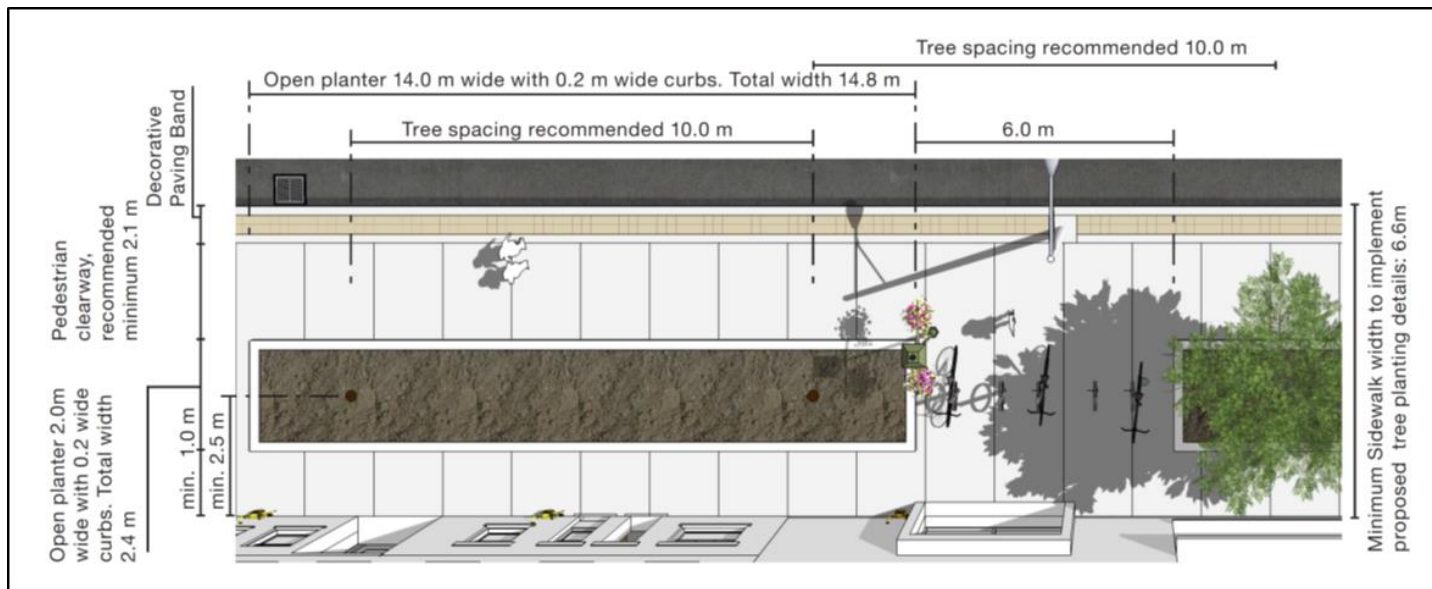 Tree spacing recommended 10.0 m
Open planter 14.0 m wide with 0.2 m wide curbs. Total width 14.8 m
Tree spacing recommended 10.0 m
6.0 m
Decorative
Paving Band
Pedestrian
clearway,
recommended
minimum 2.1 m
Open planter 2.0m
wide with 0.2 wide
curbs. Total width
2.4 m
min. 1.0 m
min. 2.5 m
Minimum Sidewalk width to implement
proposed tree planting details: 6.6m